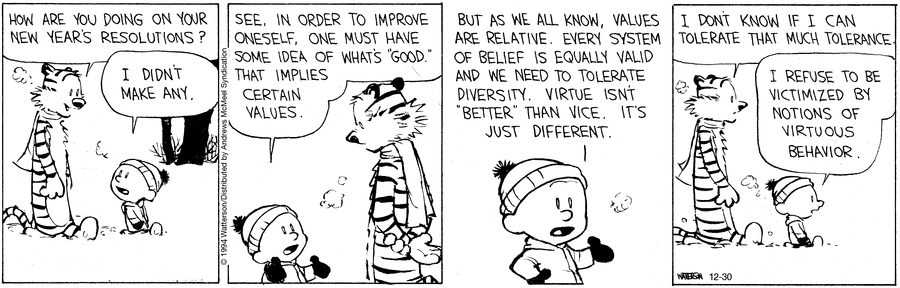 HOW ARE YOU DOING ON YOUR
NEW YEAR'S RESOLUTIONS?
I DIDN'T
MAKE ANY.
© 1994 Watterson/Distributed by Andrews McMeel Syndication
SEE, IN ORDER TO IMPROVE
ONESELF, ONE MUST HAVE
SOME IDEA OF WHAT'S "GOOD."
THAT IMPLIES
CERTAIN
VALUES.
BUT AS WE ALL KNOW, VALUES
ARE RELATIVE. EVERY SYSTEM
OF BELIEF IS EQUALLY VALID
AND WE NEED TO TOLERATE
DIVERSITY. VIRTUE ISN'T
"BETTER" THAN VICE. IT'S
JUST DIFFERENT.
I DON'T KNOW IF I CAN
TOLERATE THAT MUCH TOLERANCE.
I REFUSE TO BE
VICTIMIZED BY
NOTIONS OF
VIRTUOUS
BEHAVIOR.
WATTERSON 12-30